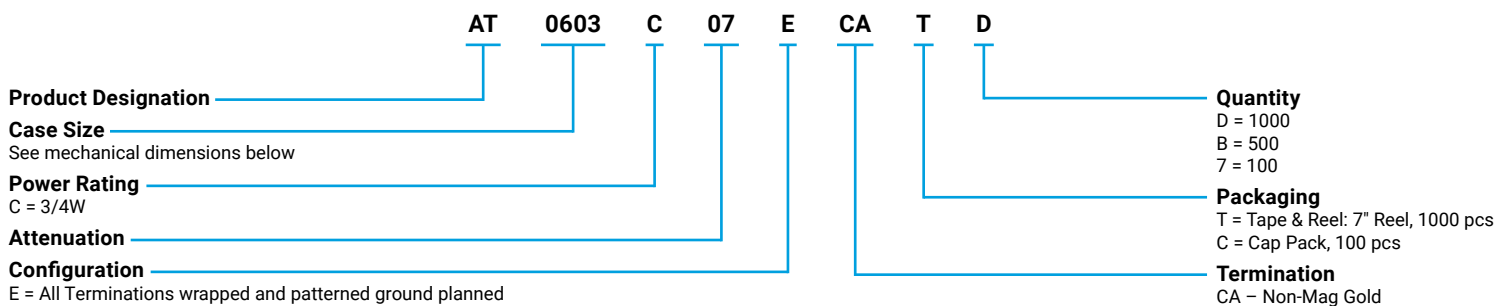 AT 0603 C 07 E CA T D
Product Designation
Case Size
See mechanical dimensions below
Power Rating
C = 3/4W
Attenuation
Configuration
E = All Terminations wrapped and patterned ground planned
Quantity
D = 1000
B = 500
7 = 100
Packaging
T = Tape & Reel: 7" Reel, 1000 pcs
C = Cap Pack, 100 pcs
Termination
CA – Non-Mag Gold